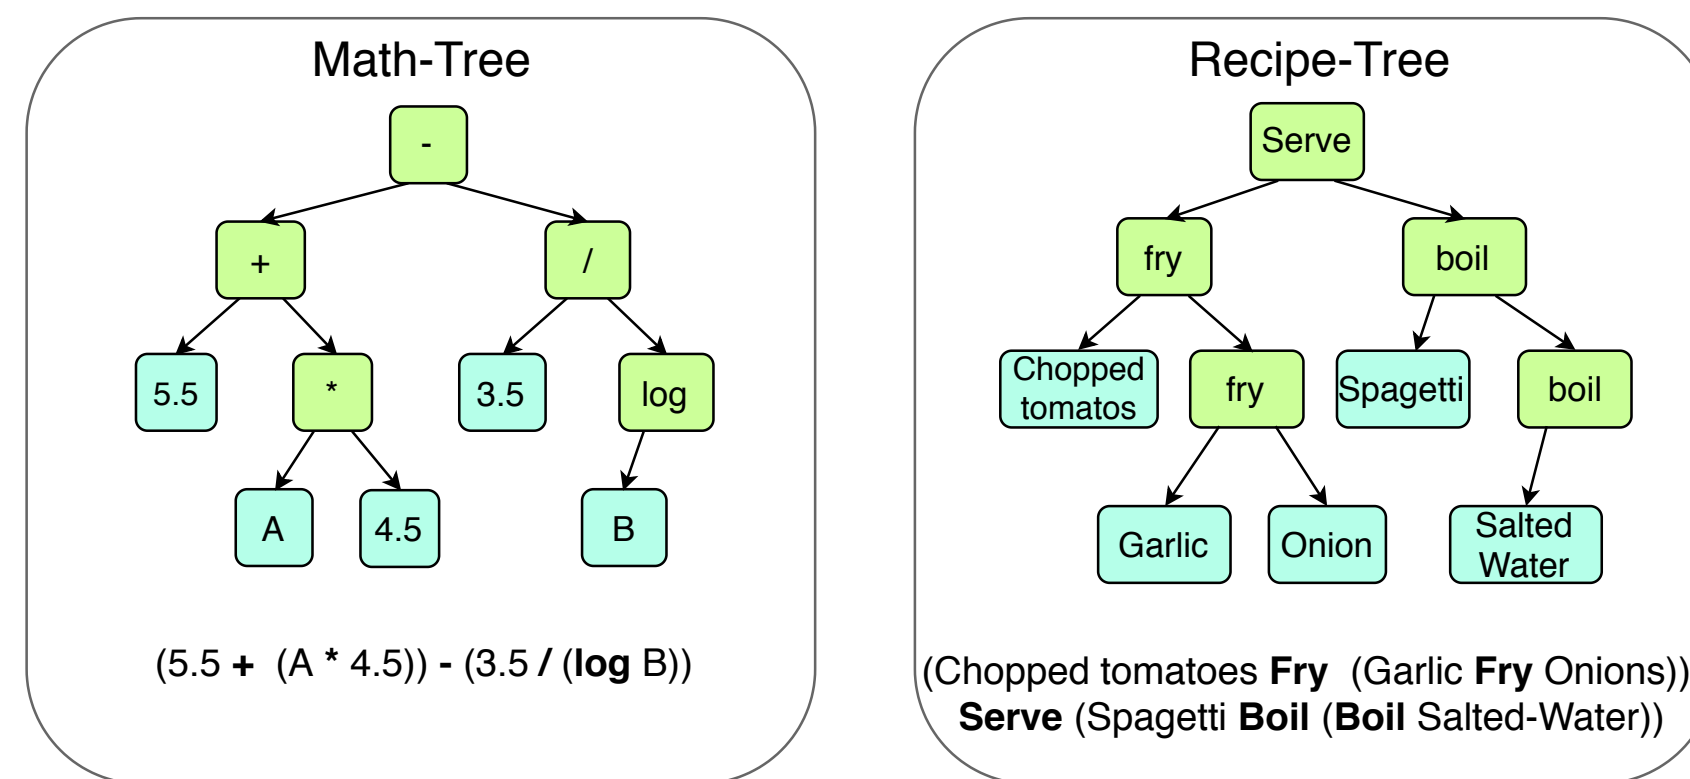 Math-Tree
-
+
/
5.5
*
3.5
log
A
4.5
B
(5.5 + (A * 4.5)) - (3.5 / (log B))
Recipe-Tree
Serve
fry
boil
Chopped
tomatos
fry
Spagetti
boil
Garlic
Onion
Salted
Water
(Chopped tomatoes Fry (Garlic Fry Onions))
Serve (Spagetti Boil (Boil Salted-Water))